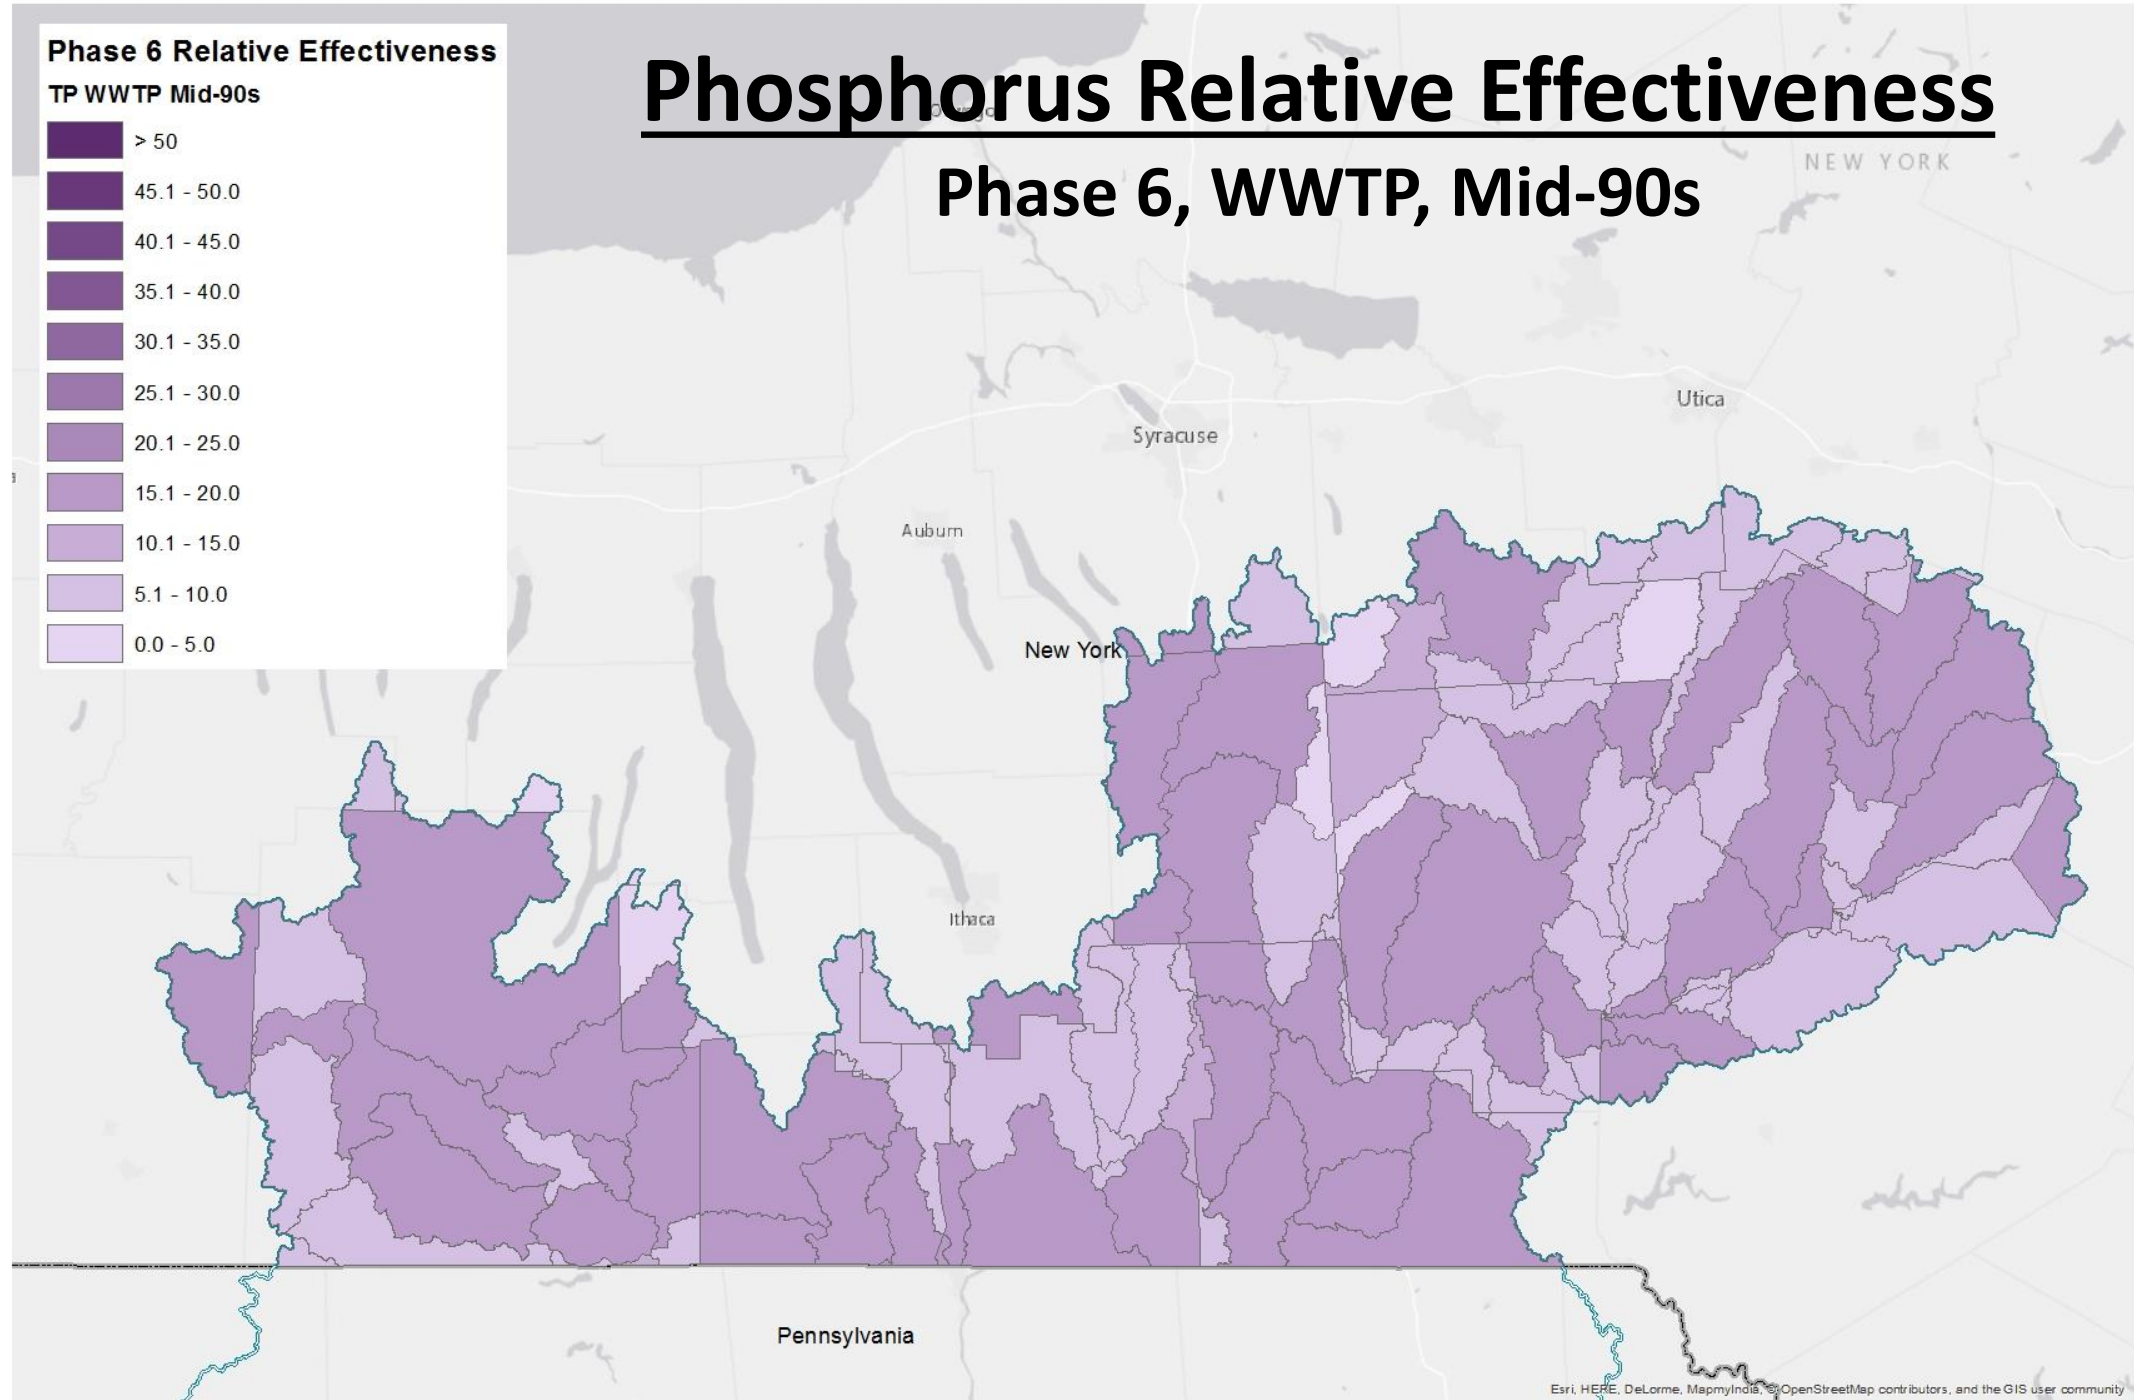 Phase 6 Relative Effectiveness
TP WWTP Mid-90s
> 50
45.1 - 50.0
40.1 - 45.0
35.1 - 40.0
30.1 - 35.0
25.1 - 30.0
20.1 - 25.0
15.1 - 20.0
10.1 - 15.0
5.1 - 10.0
0.0 - 5.0
Phosphorus Relative Effectiveness
Phase 6, WWTP, Mid-90s
NEW YORK
Utica
Syracuse
Auburn
New York
Ithaca
Pennsylvania
Esri, HERE, DeLorme, MapmyIndia, © OpenStreetMap contributors, and the GIS user community